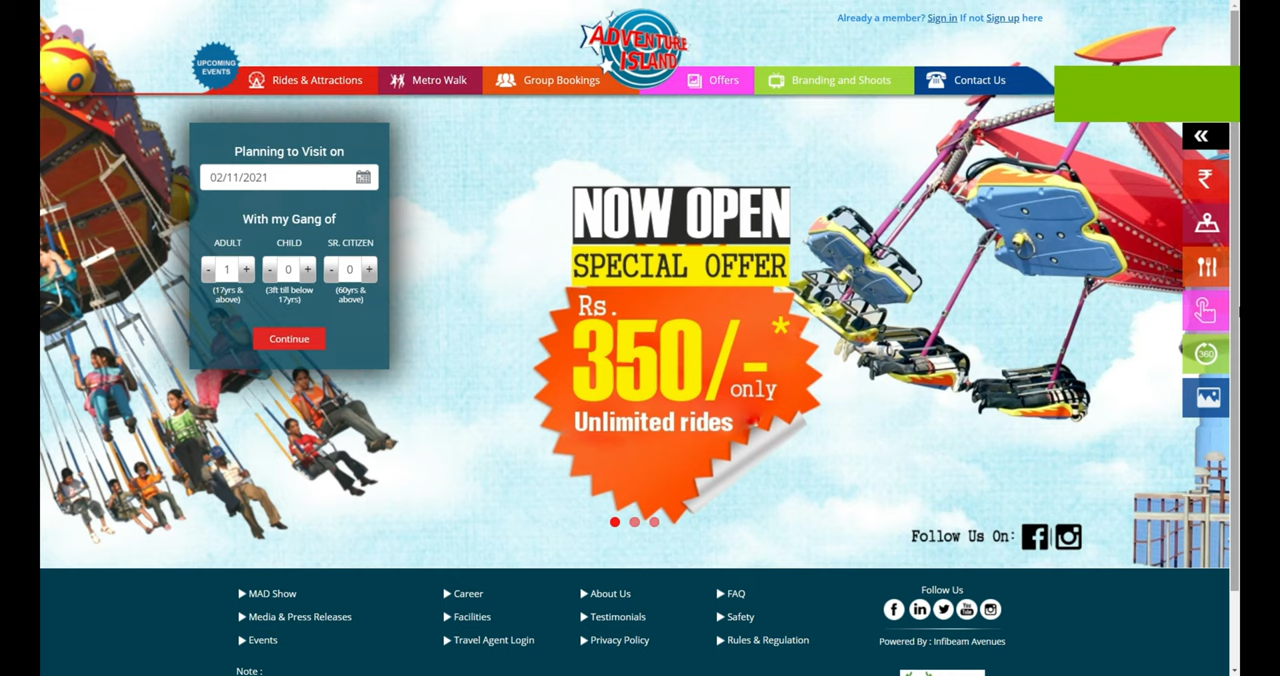 Already a member? Sign in If not Sign up here
ADVENTURE
ISLAND
UPCOMING
EVENTS
Rides & Attractions
Metro Walk
Group Bookings
Offers
Branding and Shoots
Contact Us
Planning to Visit on
02/11/2021
With my Gang of
ADULT CHILD SR. CITIZEN
- 1 + - 0 + - 0 +
(17yrs & above)
(3ft till below 17yrs)
(60yrs & above)
Continue
NOW OPEN
SPECIAL OFFER
Rs.
350/-*
only
Unlimited rides
«
₹
360
Follow Us On:
MAD Show
Media & Press Releases
Events
Career
Facilities
Travel Agent Login
About Us
Testimonials
Privacy Policy
FAQ
Safety
Rules & Regulation
Follow Us
You Tube
Powered By : Infibeam Avenues
Note :